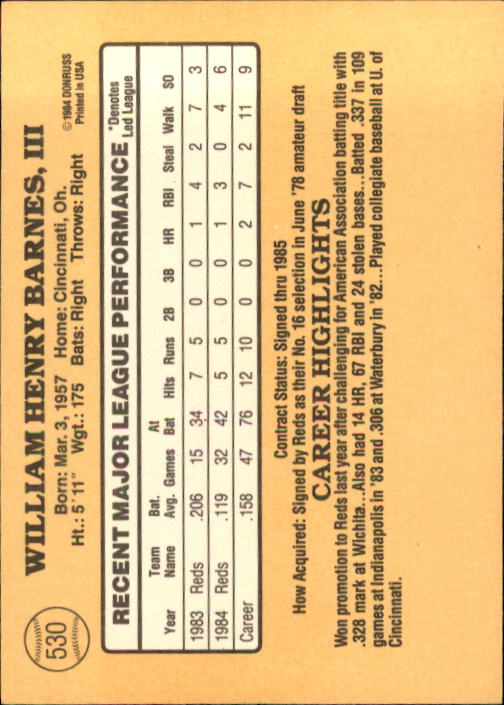 530
WILLIAM HENRY BARNES, III
Born: Mar. 3, 1957 Home: Cincinnati, Oh.
Ht.: 5'11" Wgt.: 175 Bats: Right Throws: Right
© 1984 DONRUSS
Printed in USA
RECENT MAJOR LEAGUE PERFORMANCE
*Denotes
Led League
Year Team Name Bat. Avg. Games At Bat Hits Runs 2B 3B HR RBI Steal Walk SO
1983 Reds .206 15 34 7 5 0 0 1 4 2 7 3
1984 Reds .119 32 42 5 5 0 0 1 3 0 4 6
Career .158 47 76 12 10 0 0 2 7 2 11 9
Contract Status: Signed thru 1985
How Acquired: Signed by Reds as their No. 16 selection in June '78 amateur draft
CAREER HIGHLIGHTS
Won promotion to Reds last year after challenging for American Association batting title with
.328 mark at Wichita...Also had 14 HR, 67 RBI and 24 stolen bases...Batted .337 in 109
games at Indianapolis in '83 and .306 at Waterbury in '82...Played collegiate baseball at U. of
Cincinnati.